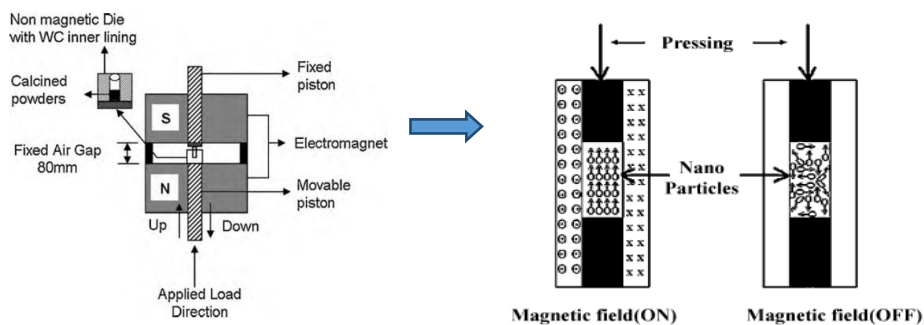 Non magnetic Die
with WC inner lining
Calcined
powders
Fixed Air Gap
80mm
S
N
Up
Down
Fixed
piston
Electromagnet
Movable
piston
Applied Load
Direction
Pressing
x x
x x
x x
x x
x x
x x
x x
x x
x x
x x
x x
x x
Nano
Particles
Magnetic field(ON)
Magnetic field(OFF)